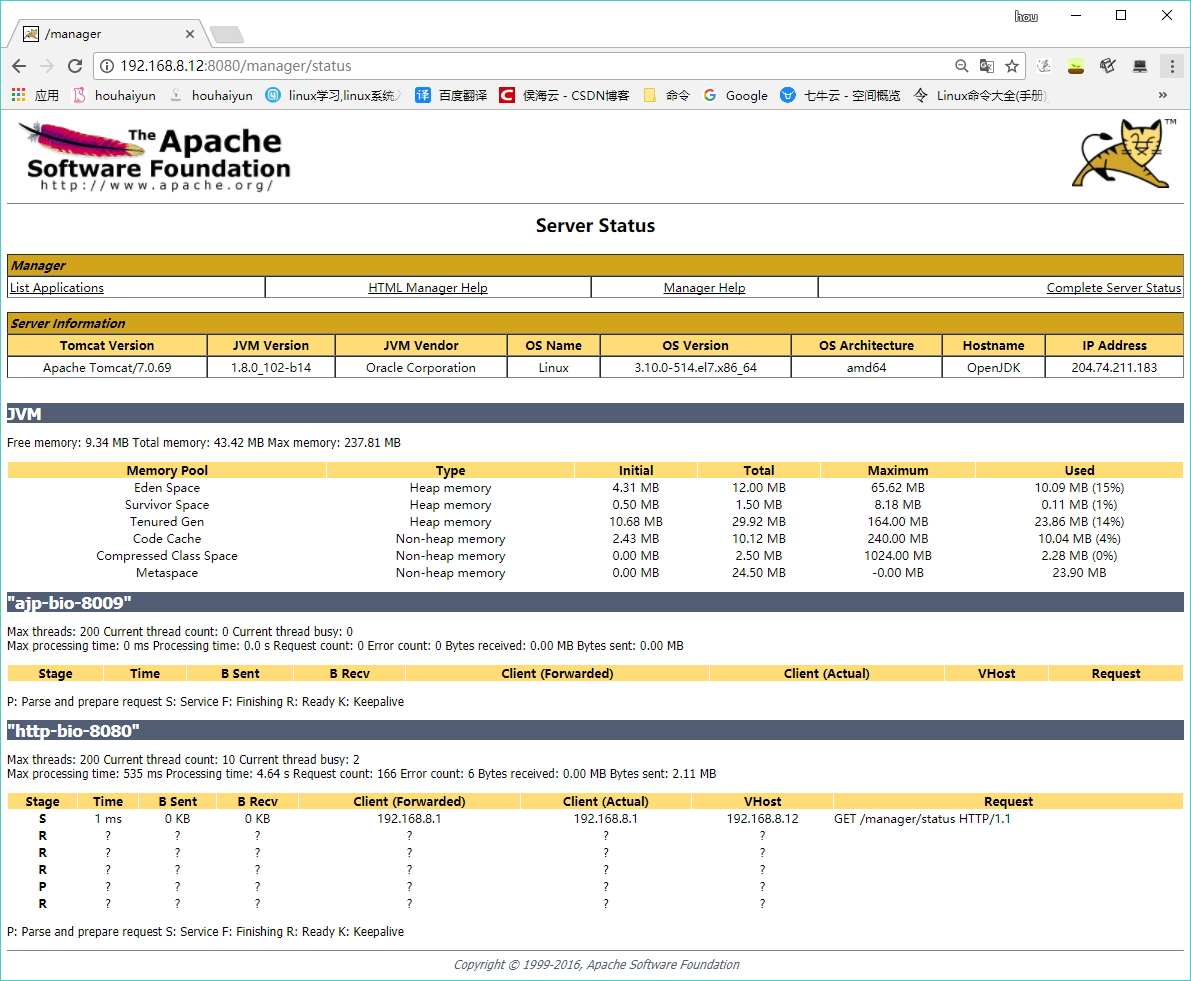 hou
/manager
192.168.8.12:8080/manager/status
应用 houhaiyun houhaiyun linux学习,linux系统 百度翻译 侯海云 - CSDN博客 命令 Google 七牛云 - 空间概览 Linux命令大全(手册) »
The Apache
Software Foundation
http://www.apache.org/
TM
Server Status
Manager
List Applications HTML Manager Help Manager Help Complete Server Status
Server Information
Tomcat Version JVM Version JVM Vendor OS Name OS Version OS Architecture Hostname IP Address
Apache Tomcat/7.0.69 1.8.0_102-b14 Oracle Corporation Linux 3.10.0-514.el7.x86_64 amd64 OpenJDK 204.74.211.183
JVM
Free memory: 9.34 MB Total memory: 43.42 MB Max memory: 237.81 MB
Memory Pool Type Initial Total Maximum Used
Eden Space Heap memory 4.31 MB 12.00 MB 65.62 MB 10.09 MB (15%)
Survivor Space Heap memory 0.50 MB 1.50 MB 8.18 MB 0.11 MB (1%)
Tenured Gen Heap memory 10.68 MB 29.92 MB 164.00 MB 23.86 MB (14%)
Code Cache Non-heap memory 2.43 MB 10.12 MB 240.00 MB 10.04 MB (4%)
Compressed Class Space Non-heap memory 0.00 MB 2.50 MB 1024.00 MB 2.28 MB (0%)
Metaspace Non-heap memory 0.00 MB 24.50 MB -0.00 MB 23.90 MB
"ajp-bio-8009"
Max threads: 200 Current thread count: 0 Current thread busy: 0
Max processing time: 0 ms Processing time: 0.0 s Request count: 0 Error count: 0 Bytes received: 0.00 MB Bytes sent: 0.00 MB
Stage Time B Sent B Recv Client (Forwarded) Client (Actual) VHost Request
P: Parse and prepare request S: Service F: Finishing R: Ready K: Keepalive
"http-bio-8080"
Max threads: 200 Current thread count: 10 Current thread busy: 2
Max processing time: 535 ms Processing time: 4.64 s Request count: 166 Error count: 6 Bytes received: 0.00 MB Bytes sent: 2.11 MB
Stage Time B Sent B Recv Client (Forwarded) Client (Actual) VHost Request
S 1 ms 0 KB 0 KB 192.168.8.1 192.168.8.1 192.168.8.12 GET /manager/status HTTP/1.1
R ? ? ? ? ? ?
R ? ? ? ? ? ?
R ? ? ? ? ? ?
P ? ? ? ? ? ?
R ? ? ? ? ? ?
P: Parse and prepare request S: Service F: Finishing R: Ready K: Keepalive
Copyright © 1999-2016, Apache Software Foundation